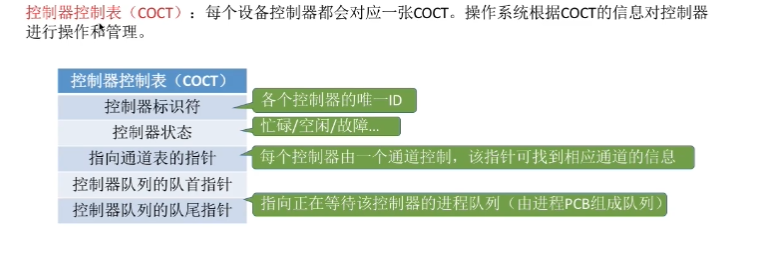 控制器控制表（COCT）：每个设备控制器都会对应一张COCT。操作系统根据COCT的信息对控制器
进行操作和管理。
控制器控制表（COCT）
控制器标识符
各个控制器的唯一ID
控制器状态
忙碌/空闲/故障...
指向通道表的指针
每个控制器由一个通道控制，该指针可找到相应通道的信息
控制器队列的队首指针
控制器队列的队尾指针
指向正在等待该控制器的进程队列（由进程PCB组成队列）